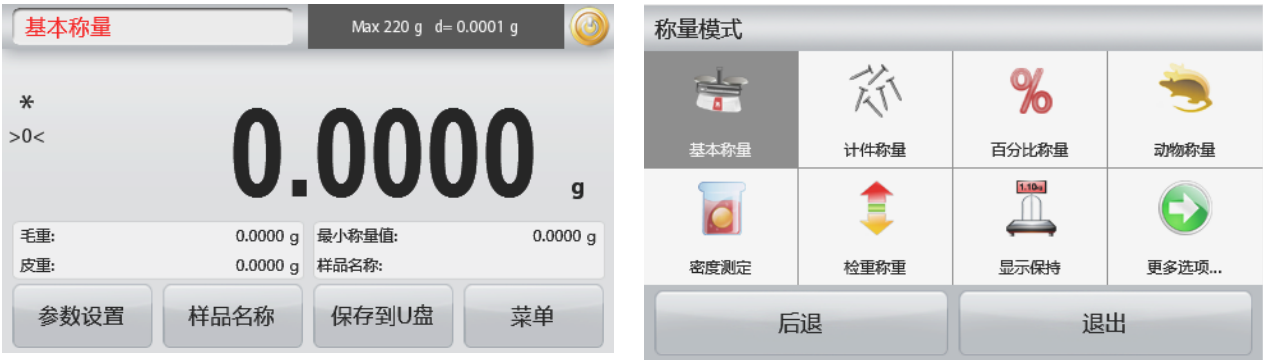 基本称量
Max 220 g d= 0.0001 g
*
>0<
0.0000 g
毛重: 0.0000 g 最小称量值: 0.0000 g
皮重: 0.0000 g 样品名称:
参数设置 样品名称 保存到U盘 菜单
称量模式
基本称量 计件称量 百分比称量 动物称量
1.10kg
密度测定 检重称重 显示保持 更多选项...
后退 退出